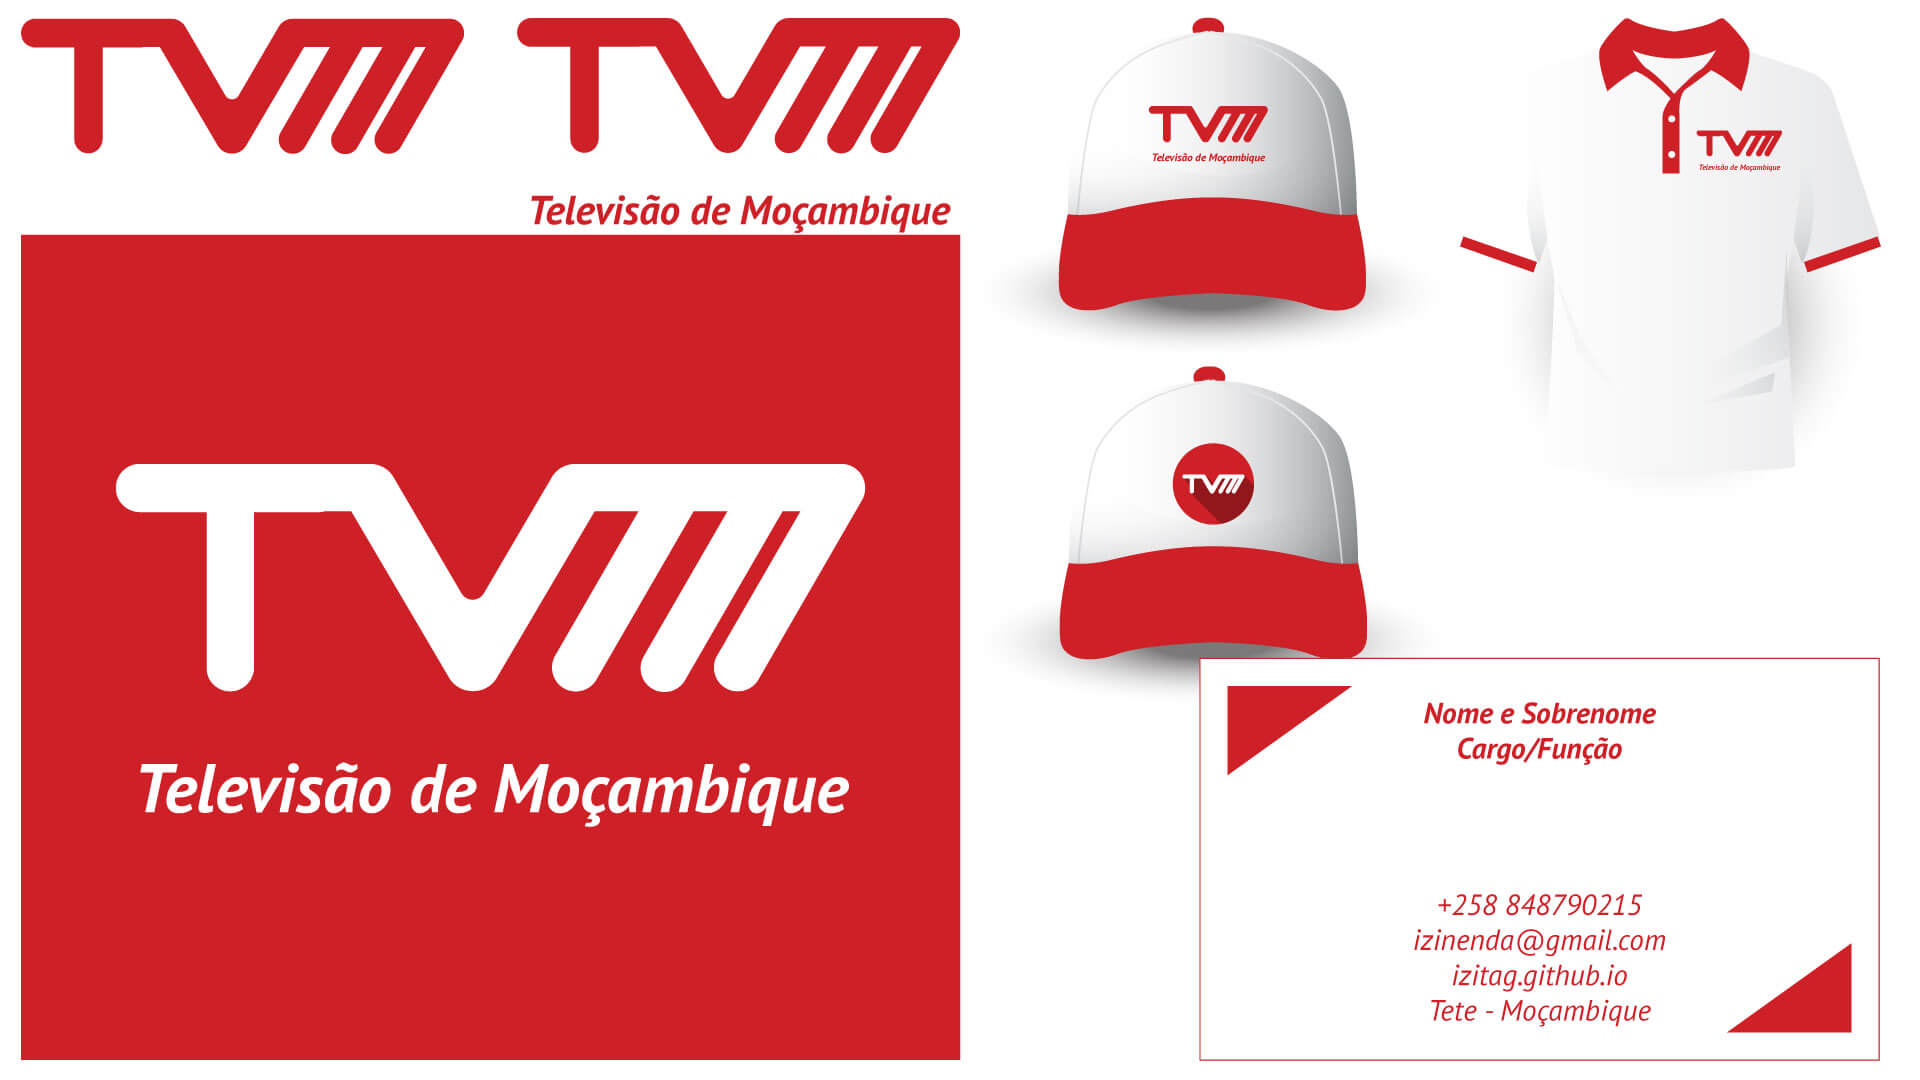 TVM
TVM
Televisão de Moçambique
TVM
Televisão de Moçambique
TVM
Televisão de Moçambique
TVM
TVM
Televisão de Moçambique
Nome e Sobrenome
Cargo/Função
+258 848790215
izinenda@gmail.com
izitag.github.io
Tete - Moçambique